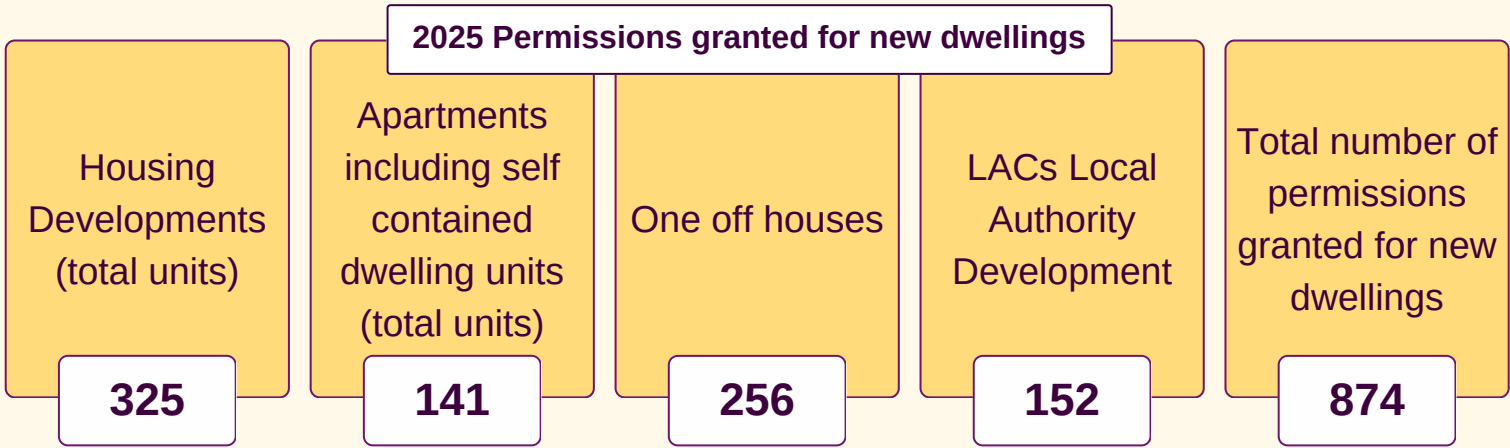 2025 Permissions granted for new dwellings
Housing
Developments
(total units)
325
Apartments
including self
contained
dwelling units
(total units)
141
One off houses
256
LACs Local
Authority
Development
152
Total number of
permissions
granted for new
dwellings
874